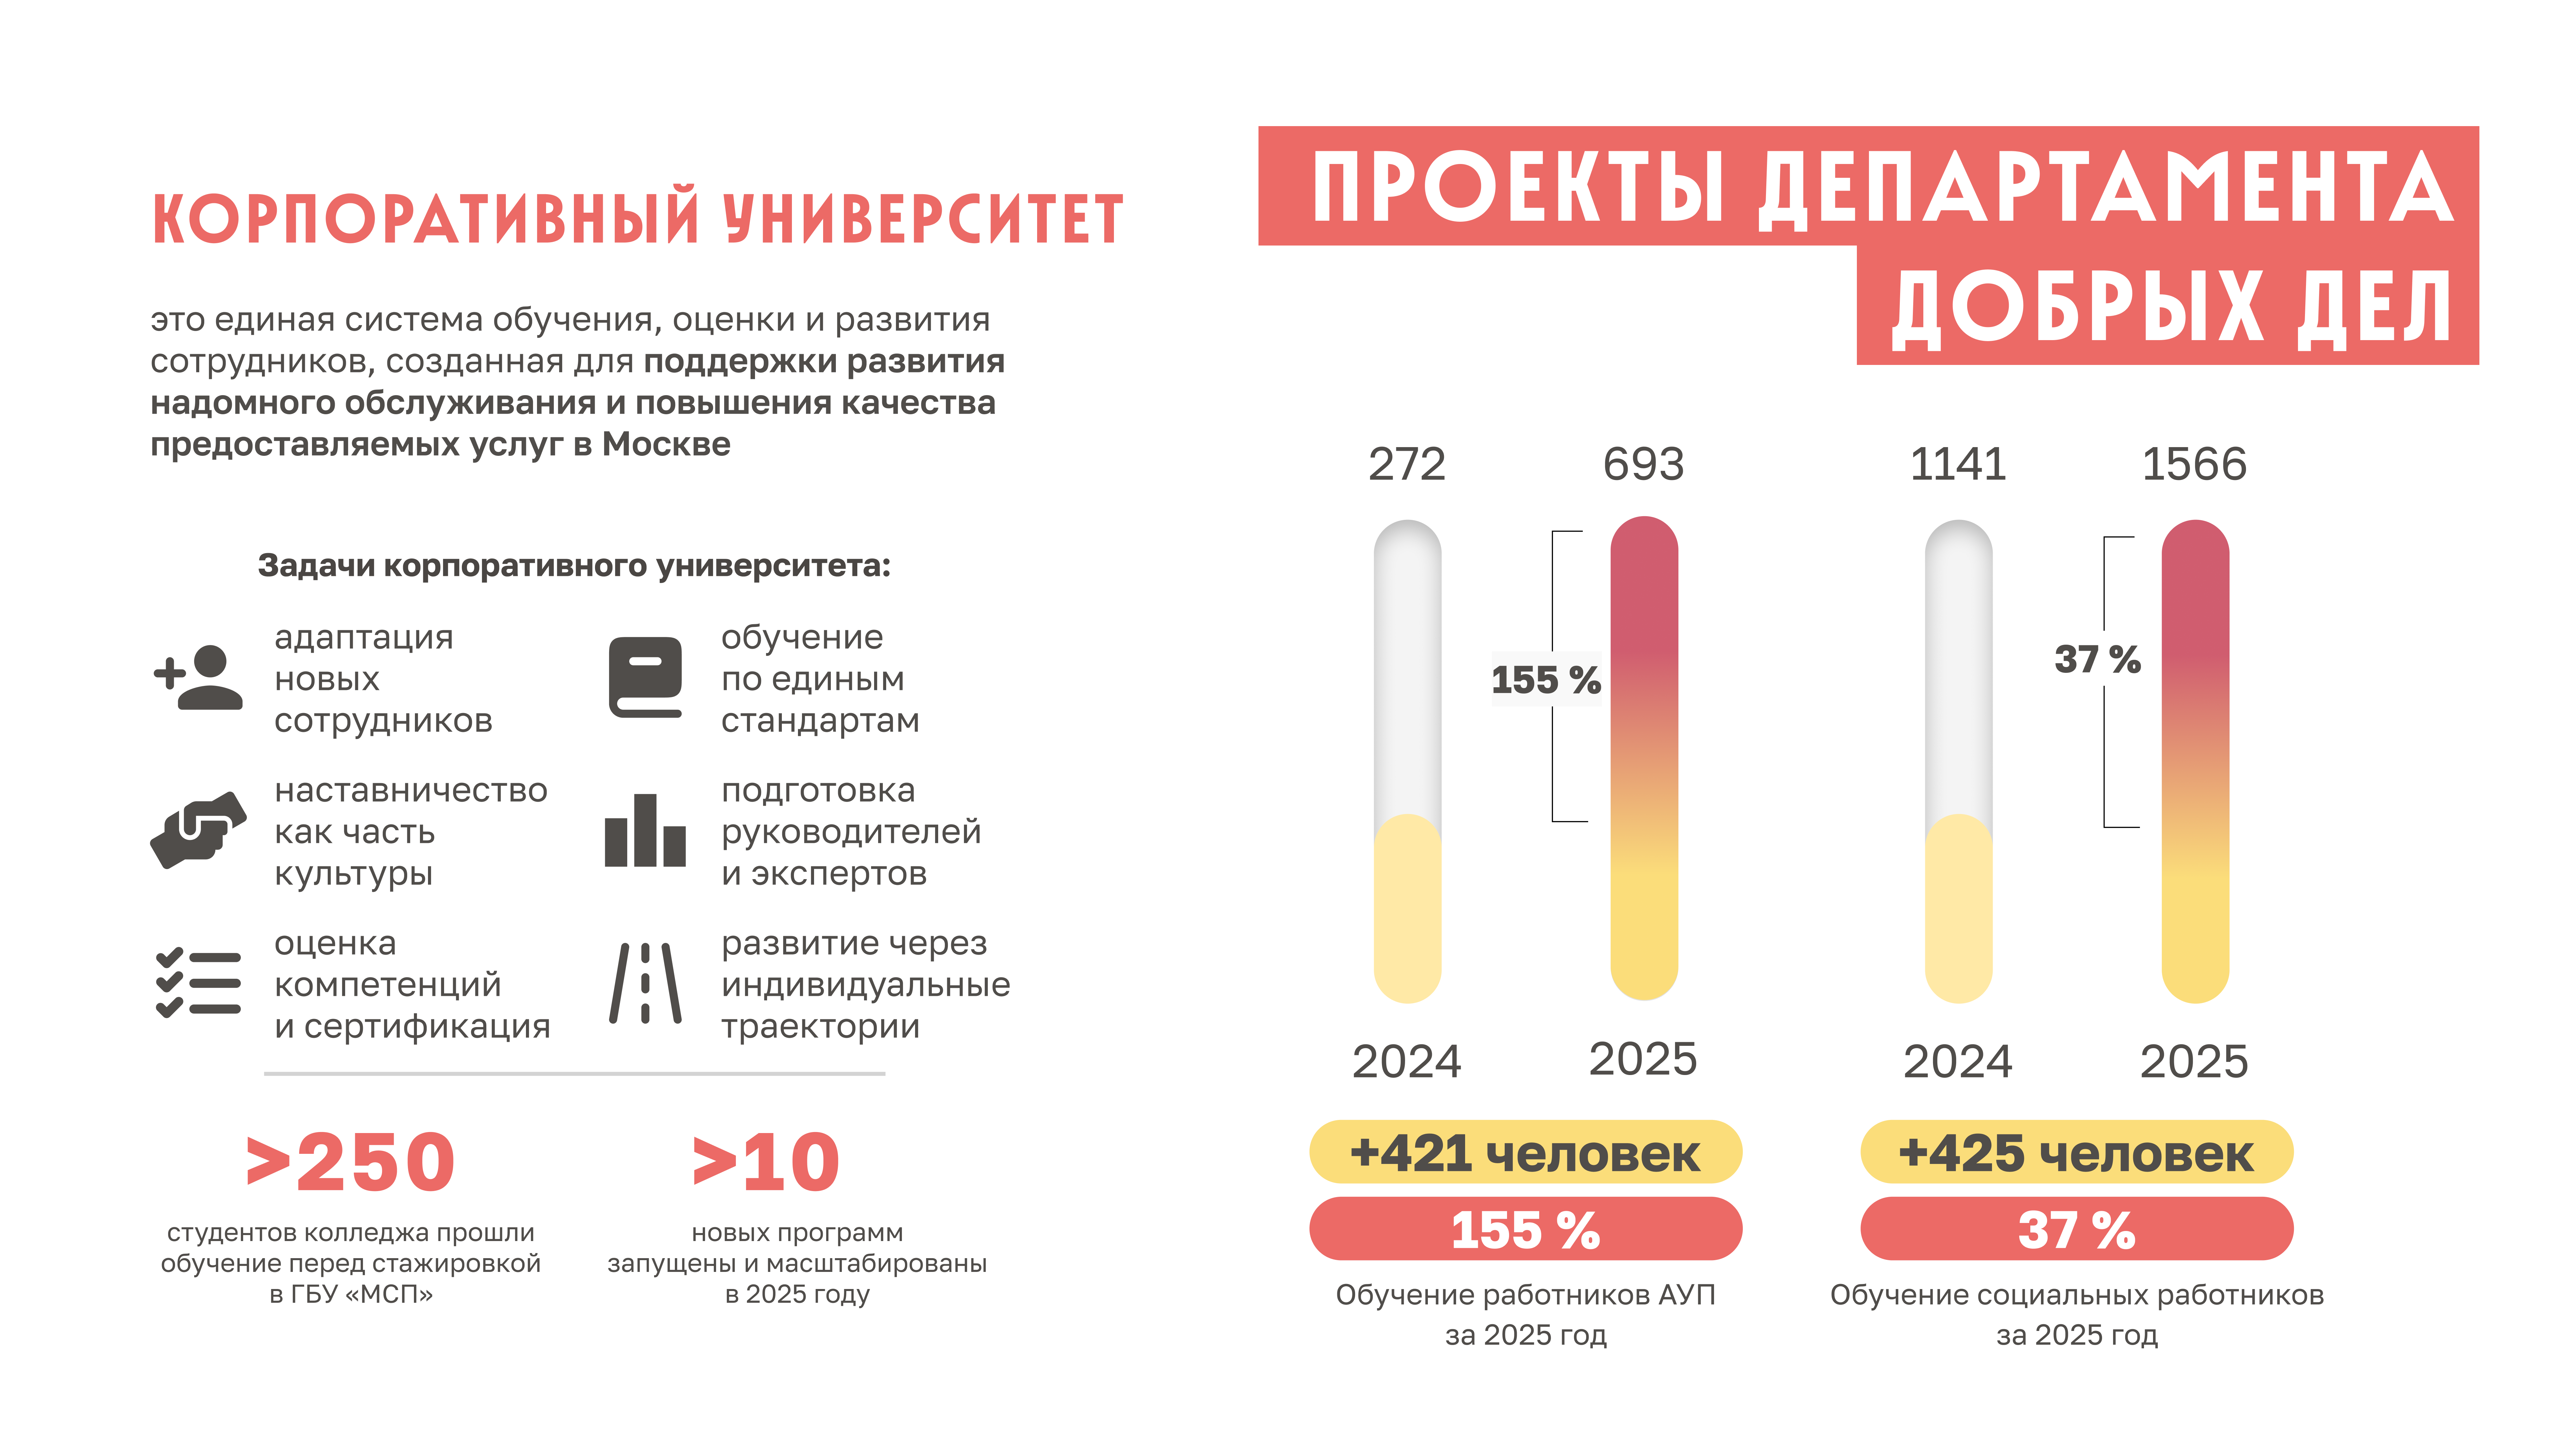 КОРПОРАТИВНЫЙ УНИВЕРСИТЕТ
это единая система обучения, оценки и развития
сотрудников, созданная для поддержки развития
надомного обслуживания и повышения качества
предоставляемых услуг в Москве
Задачи корпоративного университета:
адаптация
новых
сотрудников
обучение
по единым
стандартам
наставничество
как часть
культуры
подготовка
руководителей
и экспертов
оценка
компетенций
и сертификация
развитие через
индивидуальные
траектории
>250
студентов колледжа прошли
обучение перед стажировкой
в ГБУ «МСП»
>10
новых программ
запущены и масштабированы
в 2025 году
ПРОЕКТЫ ДЕПАРТАМЕНТА
ДОБРЫХ ДЕЛ
272
693
155 %
2024
2025
+421 человек
155 %
Обучение работников АУП
за 2025 год
1141
1566
37 %
2024
2025
+425 человек
37 %
Обучение социальных работников
за 2025 год